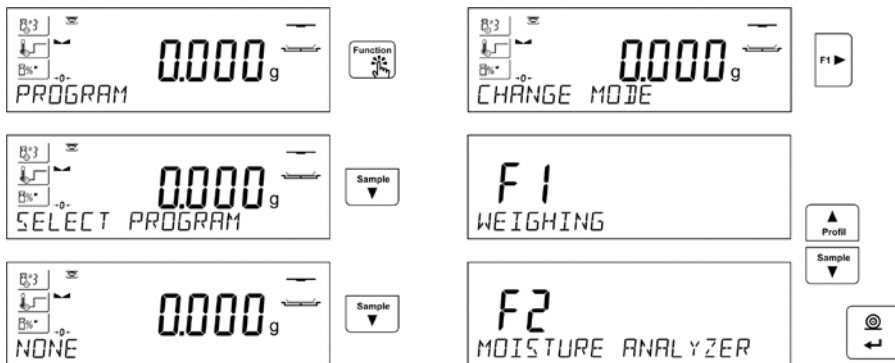 0.000 g
PROGRAM
Function
0.000 g
SELECT PROGRAM
Sample
0.000 g
NONE
Sample
0.000 g
CHANGE MODE
F1
F1
WEIGHING
Profil
Sample
F2
MOISTURE ANALYZER